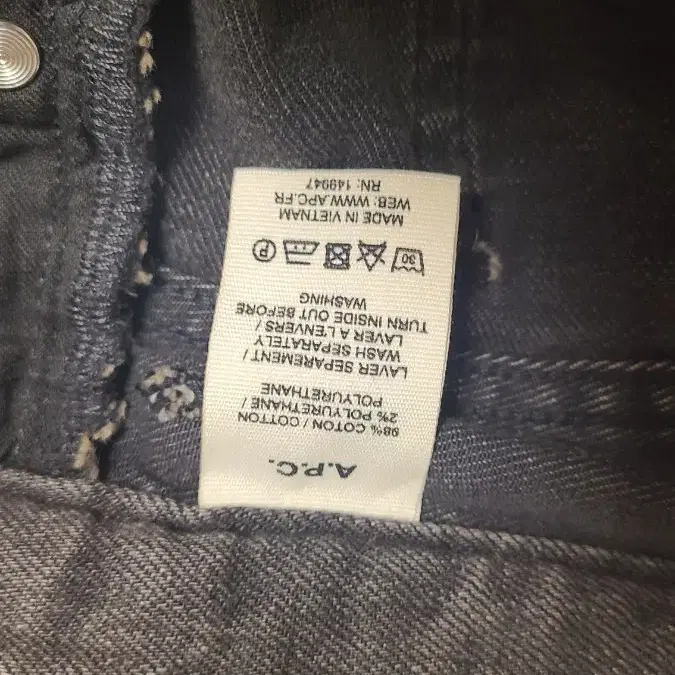 A.P.C.
98% COTON / COTTON
2% POLYURETHANE/
POLYURETHANE
LAVER SEPAREMENT/
WASH SEPARATELY
LAVER A L'ENVERS /
TURN INSIDE OUT BEFORE
WASHING
30 P
MADE IN VIETNAM
WEB: WWW.APC.FR
RN: 149947